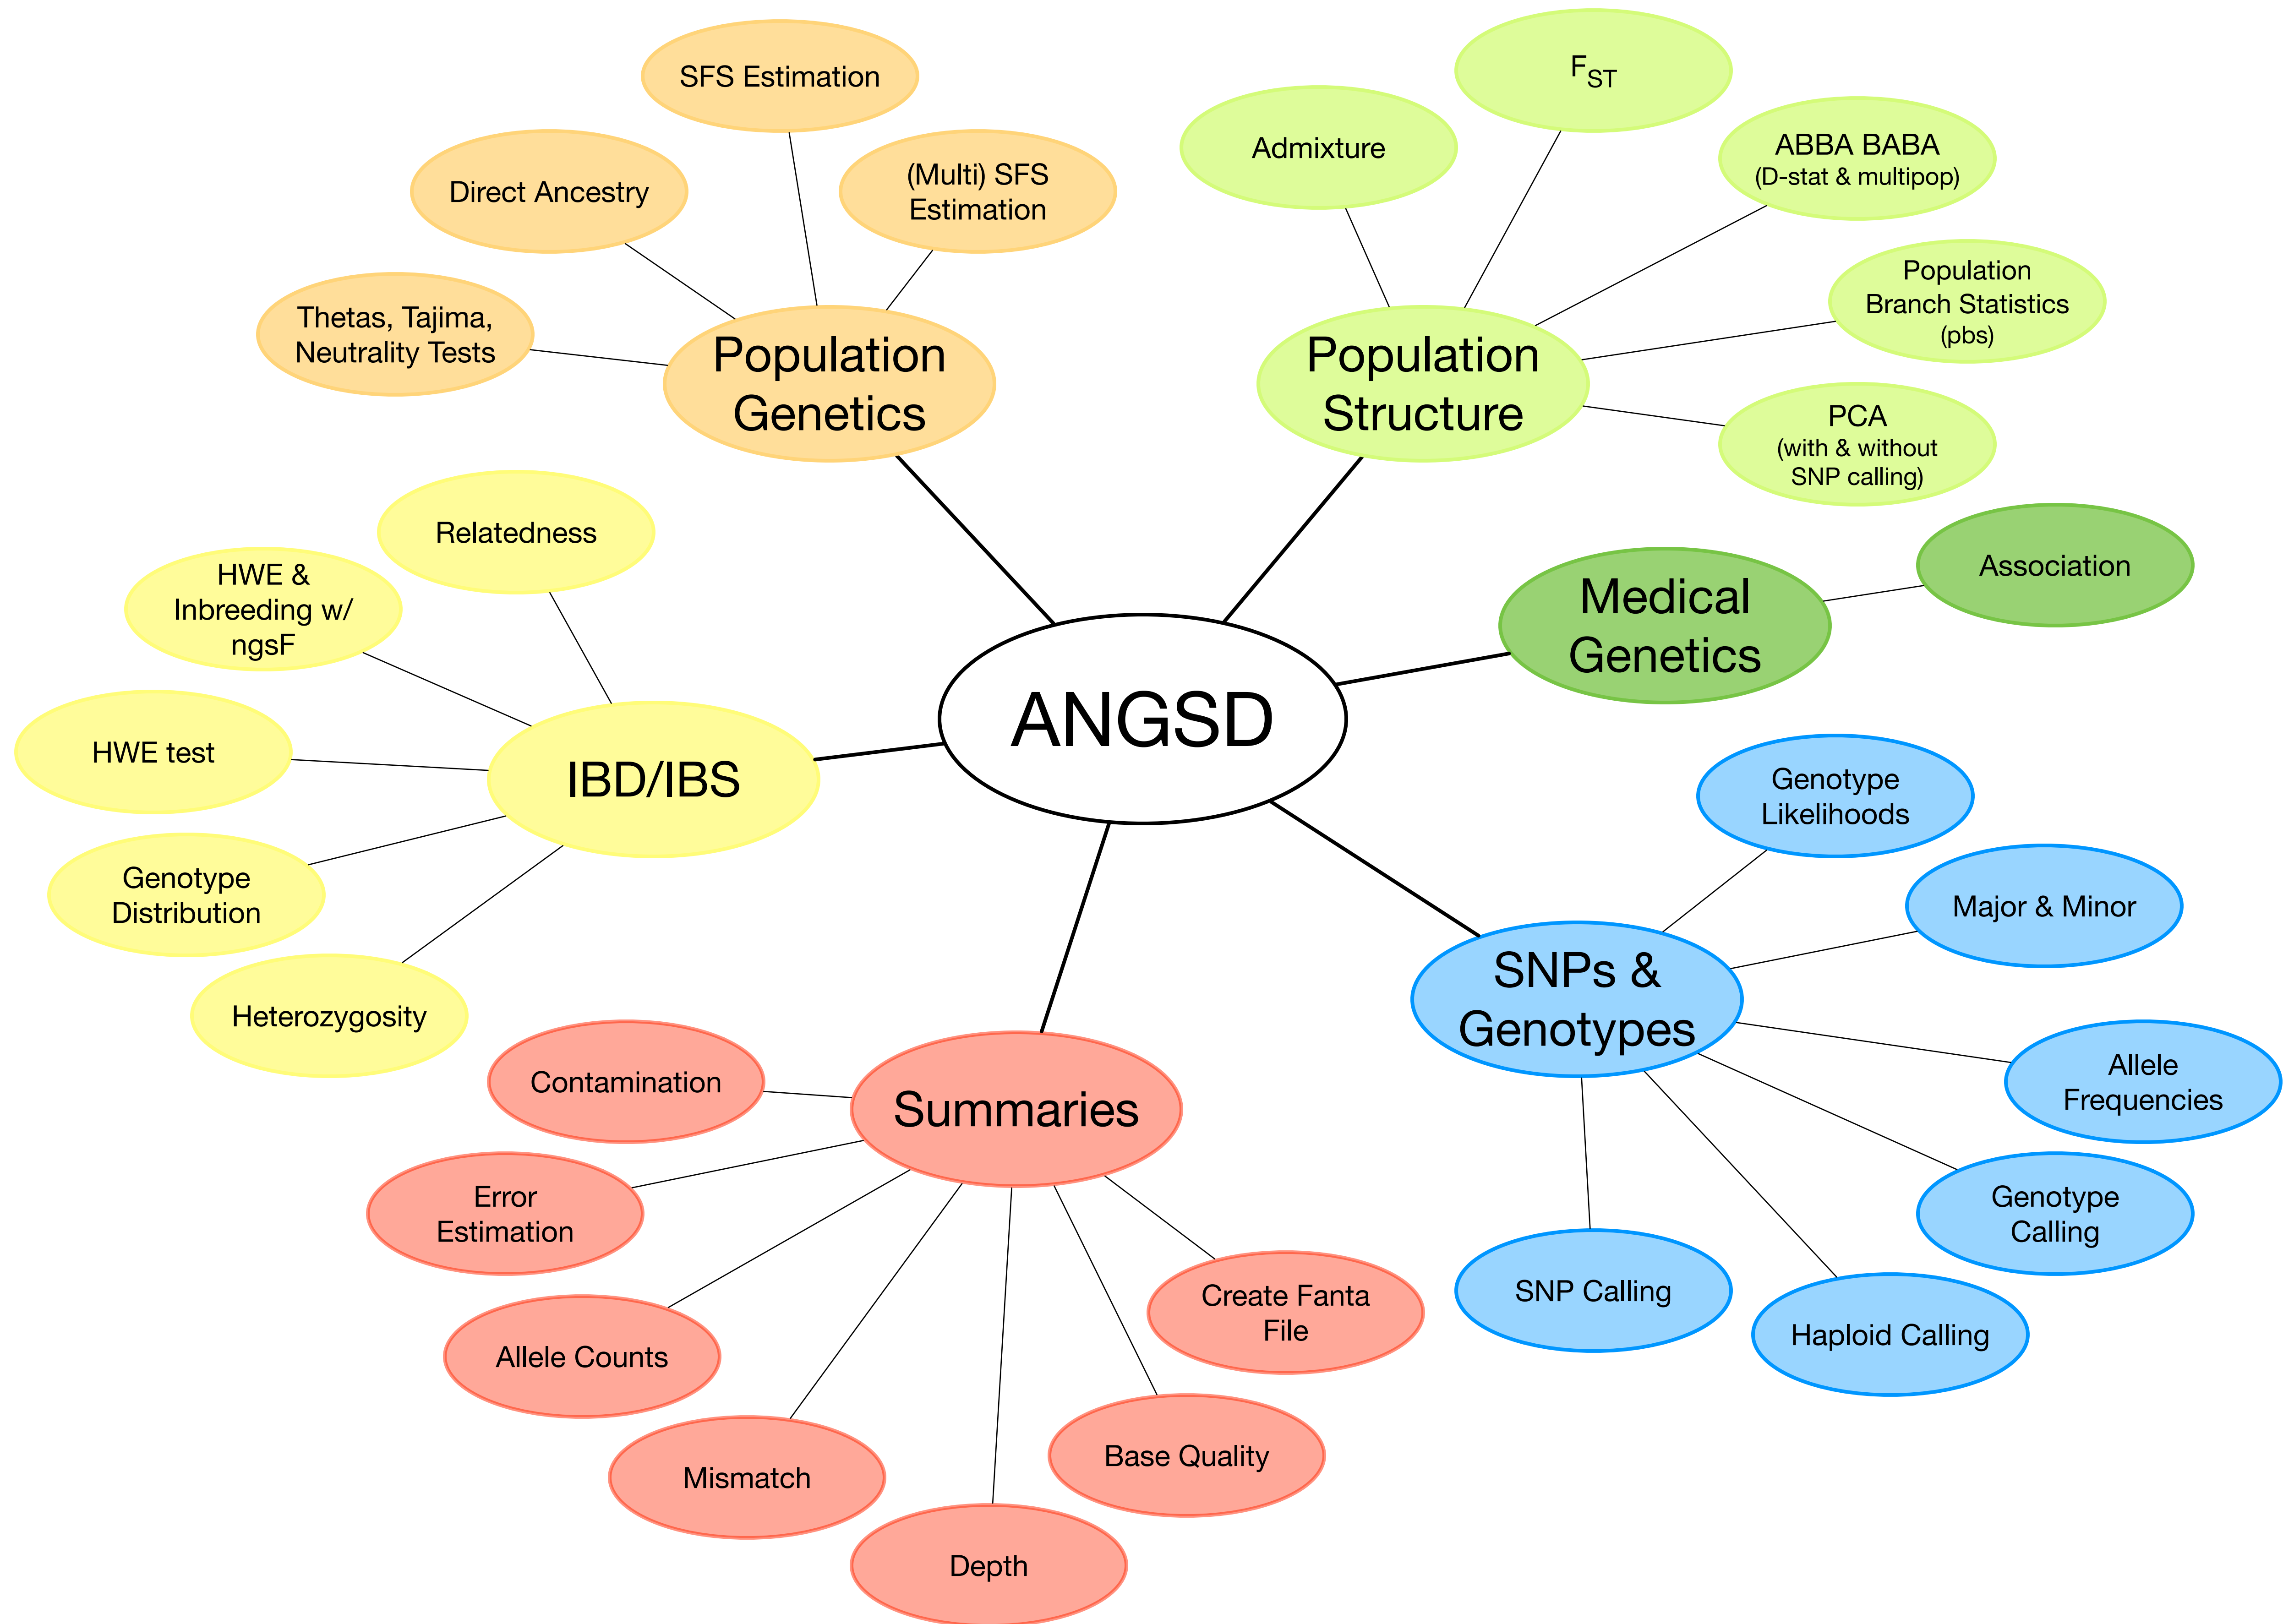 SFS Estimation
Direct Ancestry
(Multi) SFS
Estimation
Thetas, Tajima,
Neutrality Tests
Population
Genetics
F_ST
Admixture
ABBA BABA
(D-stat & multipop)
Population
Branch Statistics
(pbs)
Population
Structure
PCA
(with & without
SNP calling)
Relatedness
HWE &
Inbreeding w/
ngsF
HWE test
IBD/IBS
Genotype
Distribution
Heterozygosity
ANGSD
Medical
Genetics
Association
Genotype
Likelihoods
Major & Minor
SNPs &
Genotypes
Allele
Frequencies
Genotype
Calling
SNP Calling
Haploid Calling
Contamination
Summaries
Error
Estimation
Allele Counts
Create Fanta
File
Mismatch
Base Quality
Depth